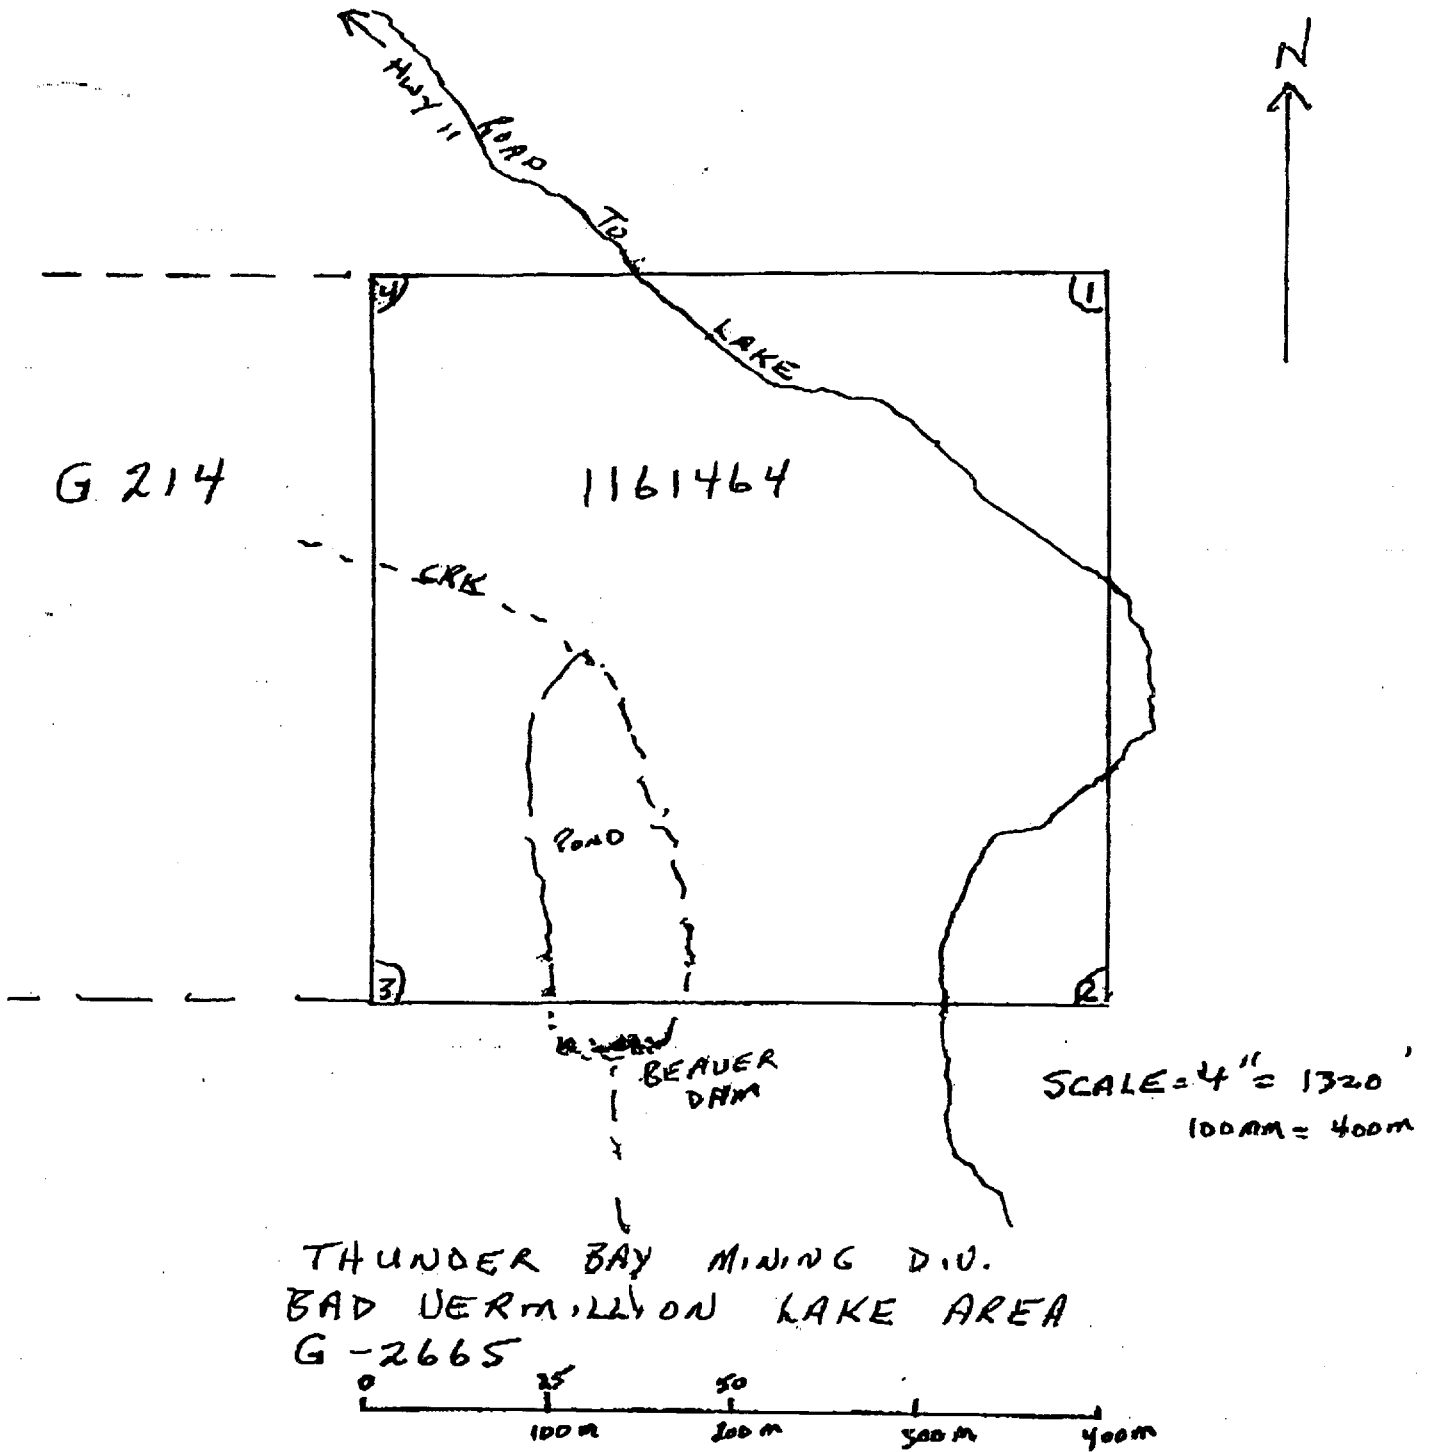 N
HWY 11
ROAD
TO
LAKE
4
1
G 214
1161464
CRK
POND
3
2
BEAVER
DAM
SCALE = 4" = 1320'
100mm = 400m
THUNDER BAY MINING DIV.
BAD VERMILLION LAKE AREA
G-2665
0 25 50
100m 200m 300m 400m